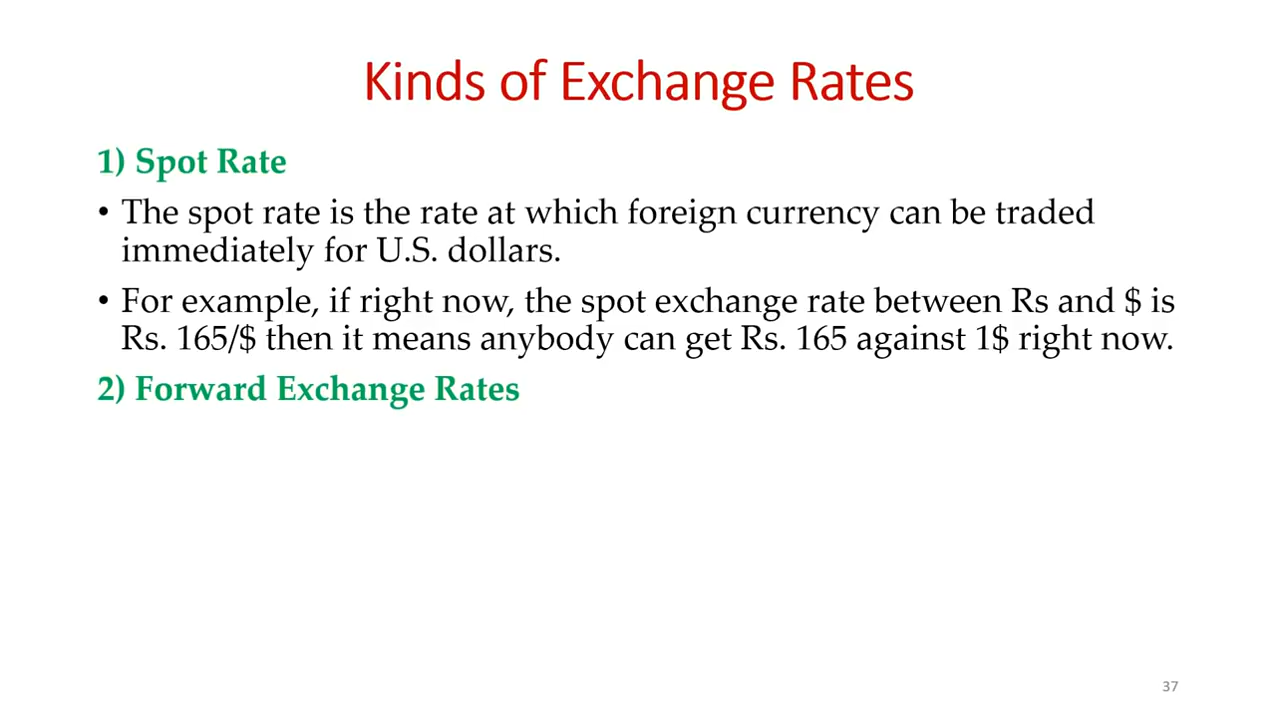 Kinds of Exchange Rates
1) Spot Rate
• The spot rate is the rate at which foreign currency can be traded
immediately for U.S. dollars.
• For example, if right now, the spot exchange rate between Rs and $ is
Rs. 165/$ then it means anybody can get Rs. 165 against 1$ right now.
2) Forward Exchange Rates
37